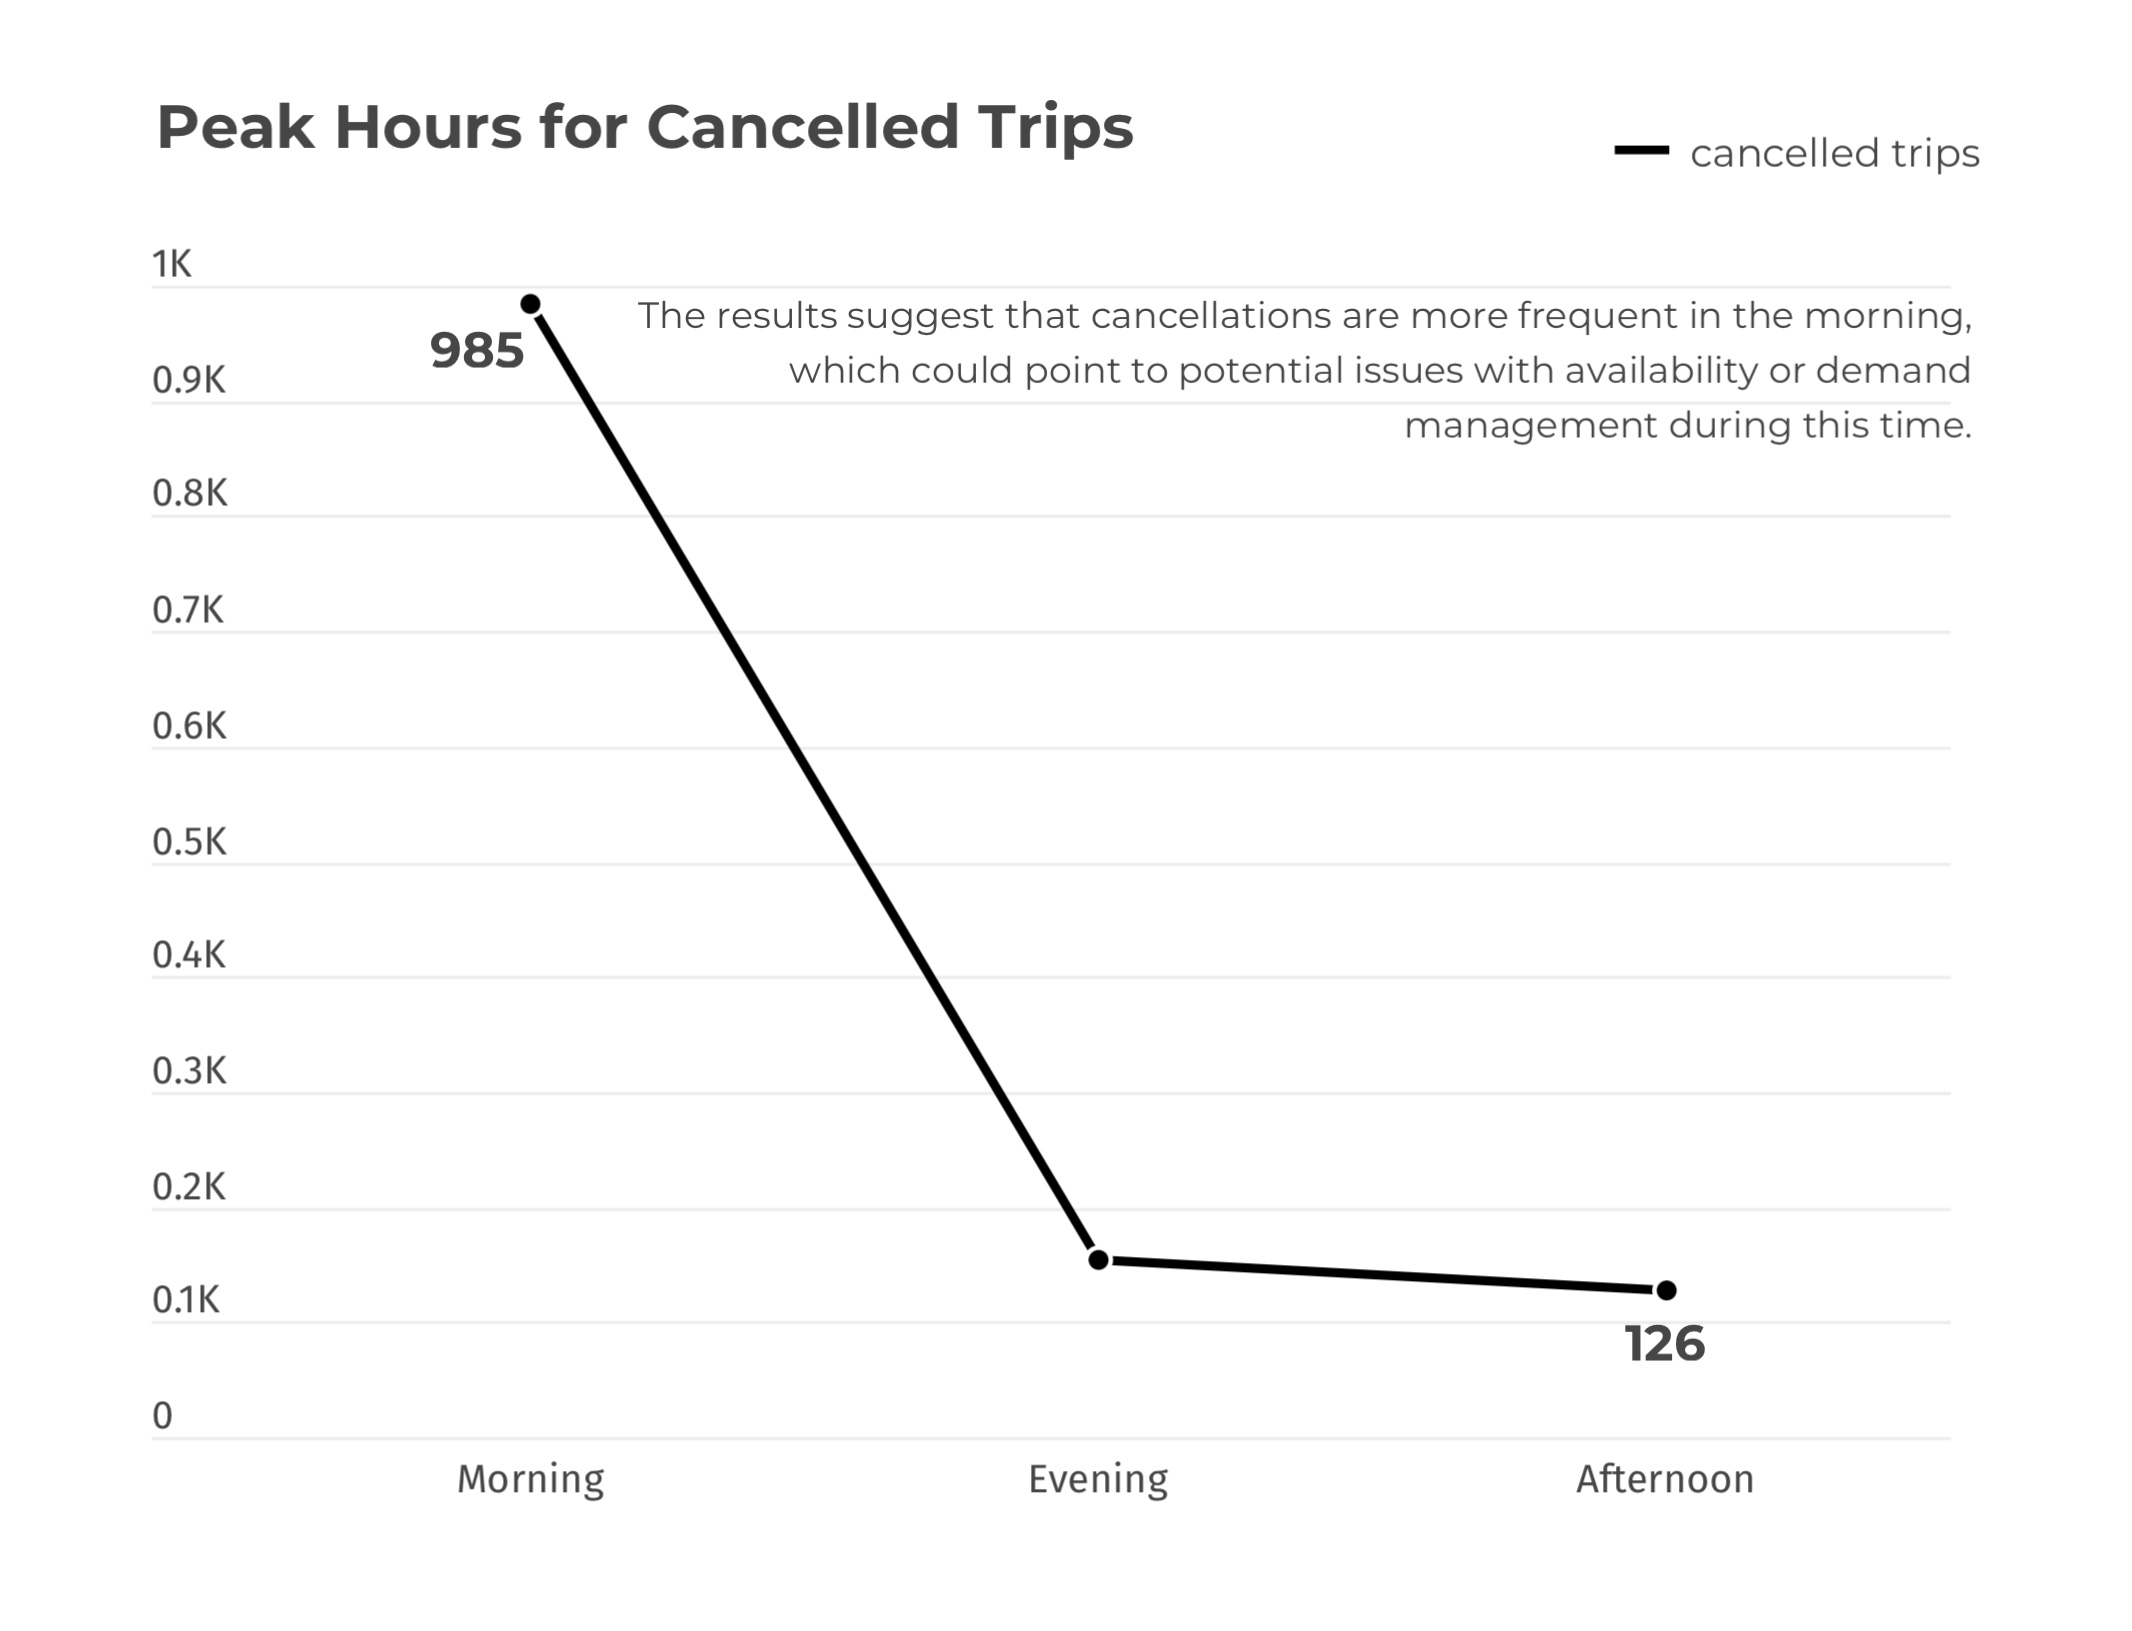 Peak Hours for Cancelled Trips
cancelled trips
The results suggest that cancellations are more frequent in the morning,
which could point to potential issues with availability or demand
management during this time.
1K
0.9K
0.8K
0.7K
0.6K
0.5K
0.4K
0.3K
0.2K
0.1K
0
985
126
Morning
Evening
Afternoon